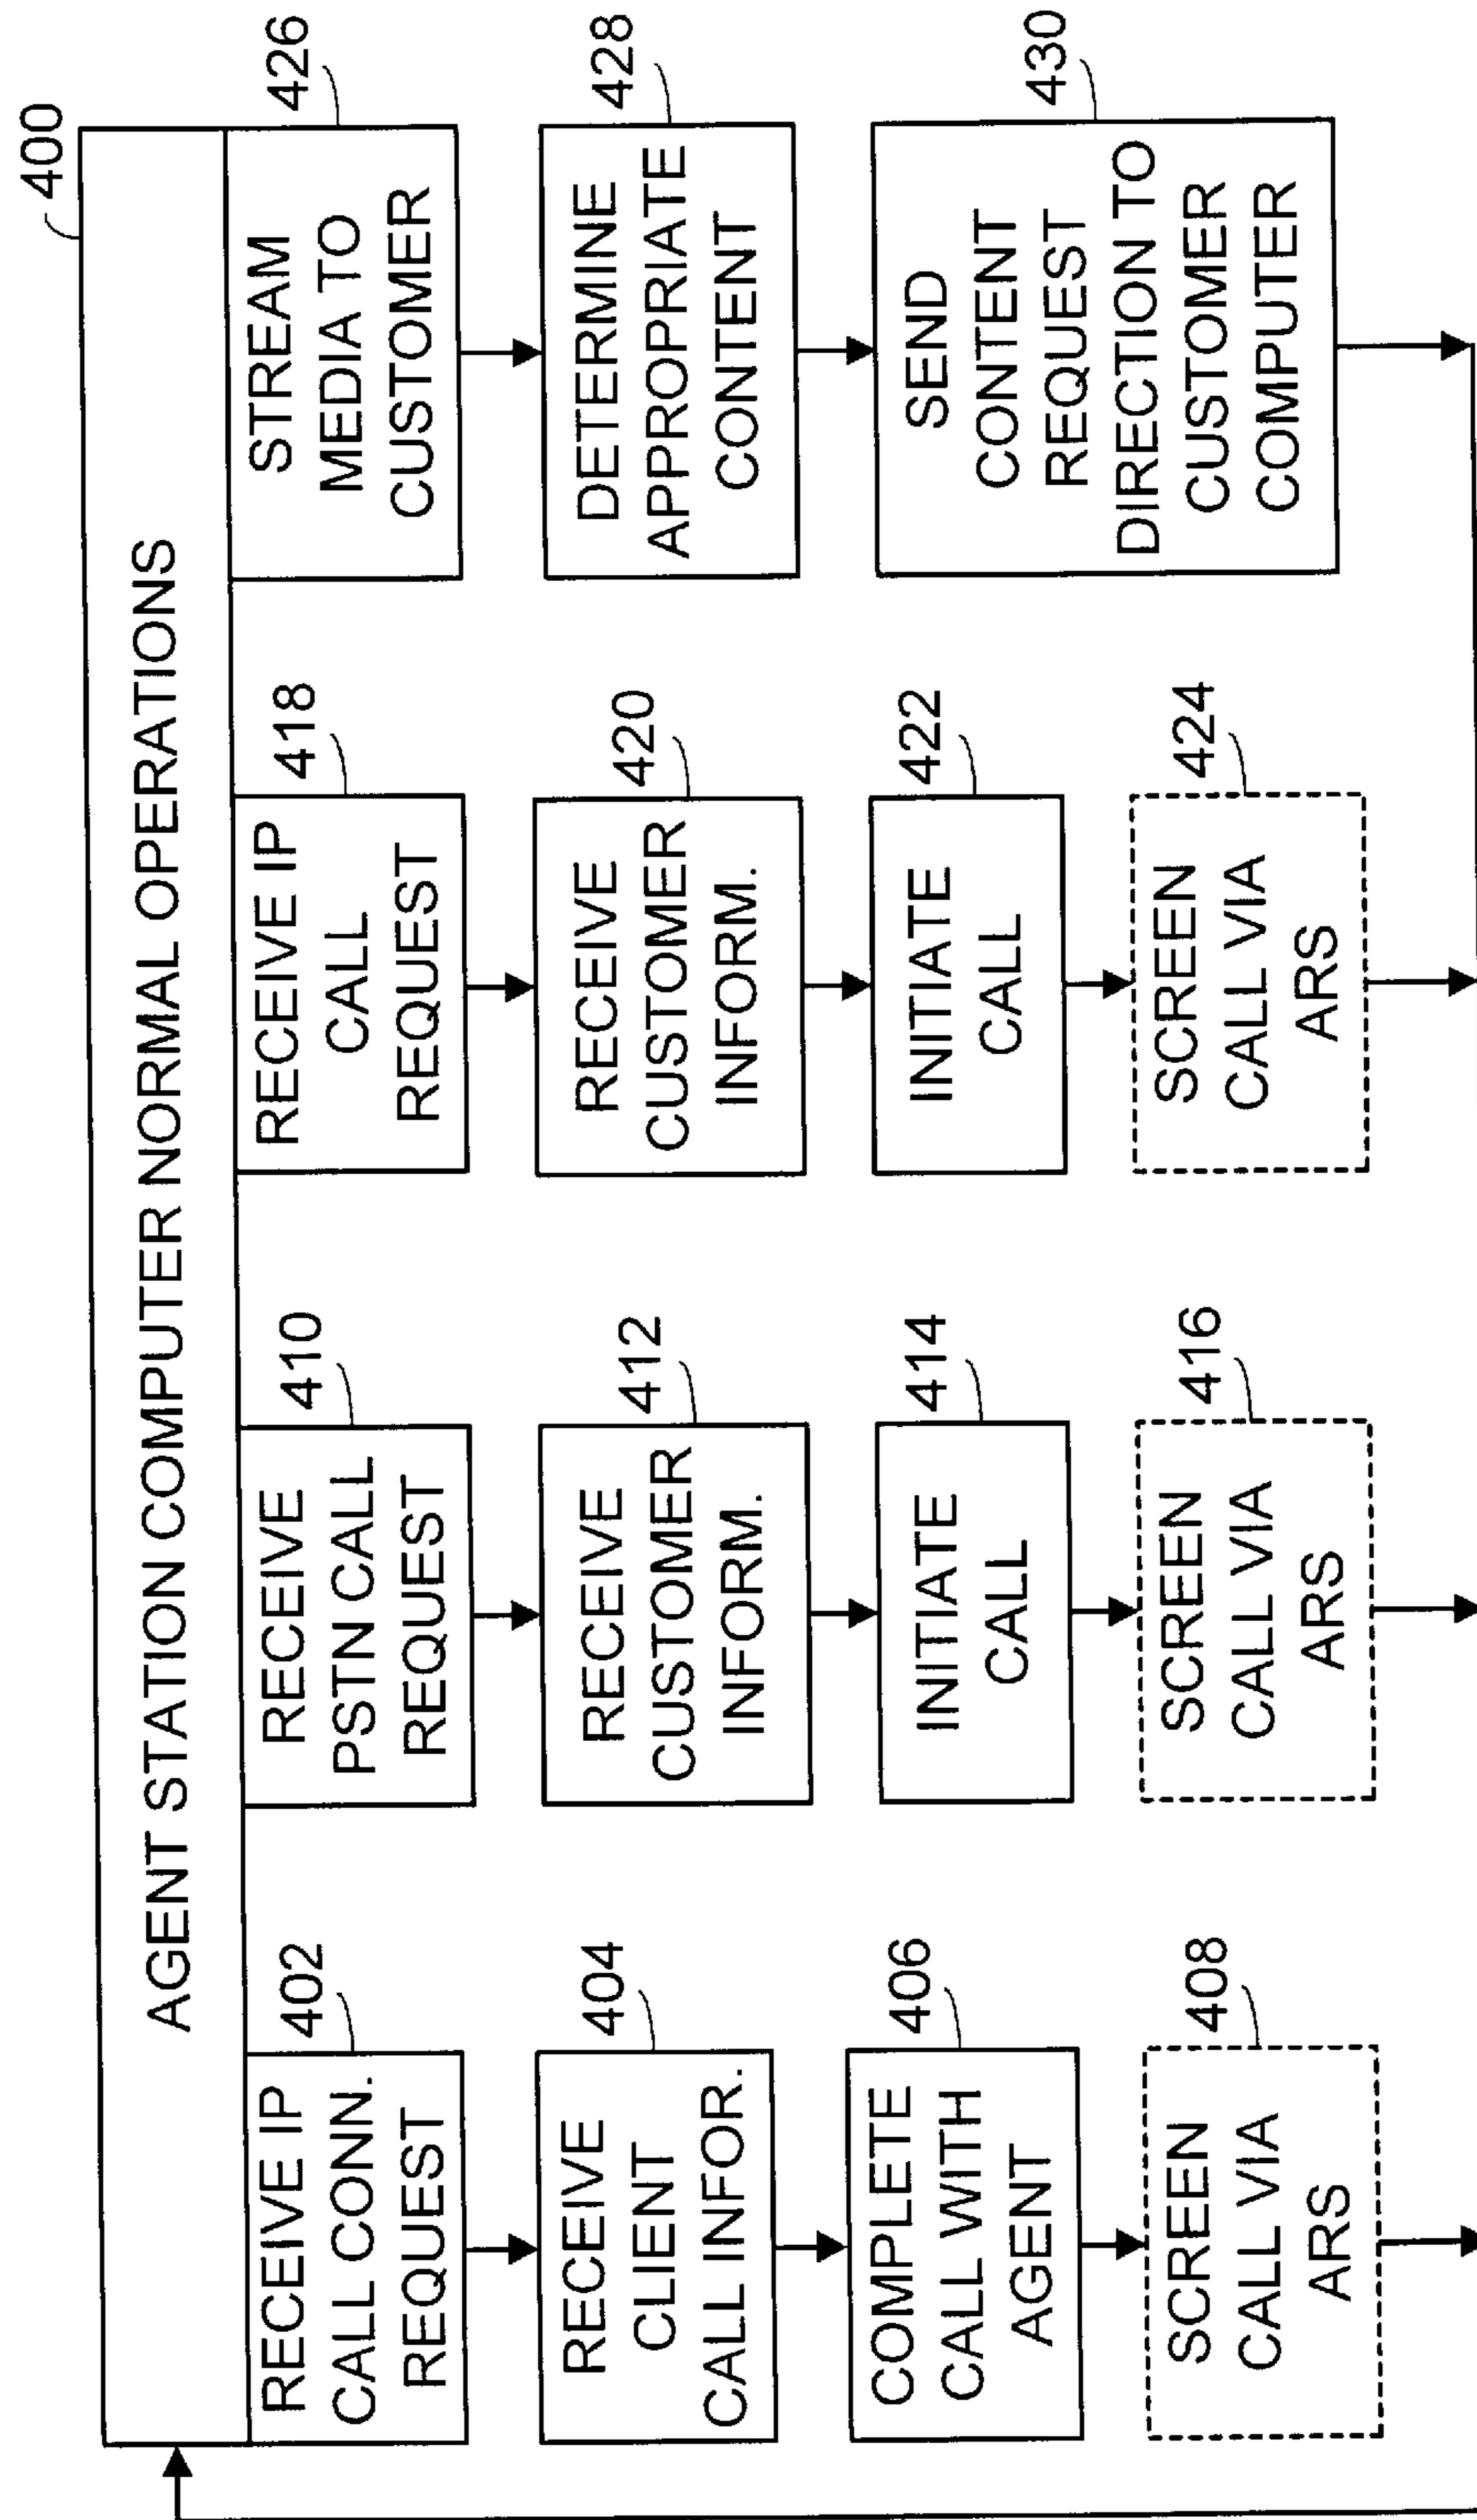 400
AGENT STATION COMPUTER NORMAL OPERATIONS
402
RECEIVE IP
CALL CONN.
REQUEST
404
RECEIVE
CLIENT
CALL INFOR.
406
COMPLETE
CALL WITH
AGENT
408
SCREEN
CALL VIA
ARS
410
RECEIVE
PSTN CALL
REQUEST
412
RECEIVE
CUSTOMER
INFORM.
414
INITIATE
CALL
416
SCREEN
CALL VIA
ARS
418
RECEIVE IP
CALL
REQUEST
420
RECEIVE
CUSTOMER
INFORM.
422
INITIATE
CALL
424
SCREEN
CALL VIA
ARS
426
STREAM
MEDIA TO
CUSTOMER
428
DETERMINE
APPROPRIATE
CONTENT
430
SEND
CONTENT
REQUEST
DIRECTION TO
CUSTOMER
COMPUTER